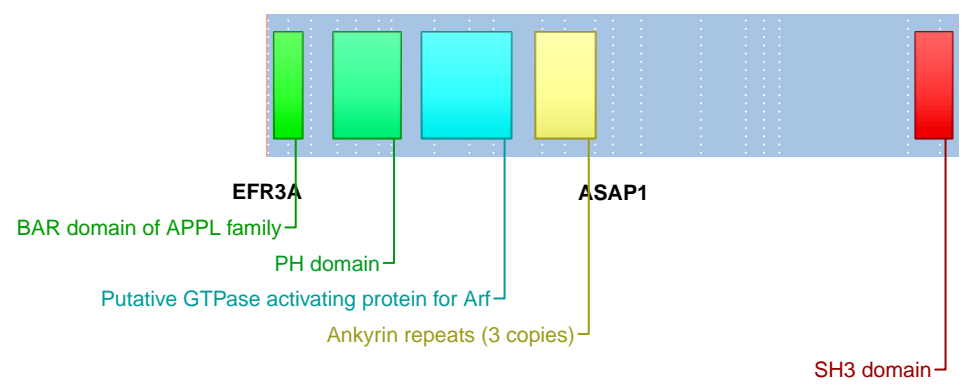 EFR3A ASAP1
BAR domain of APPL family
PH domain
Putative GTPase activating protein for Arf
Ankyrin repeats (3 copies)
SH3 domain